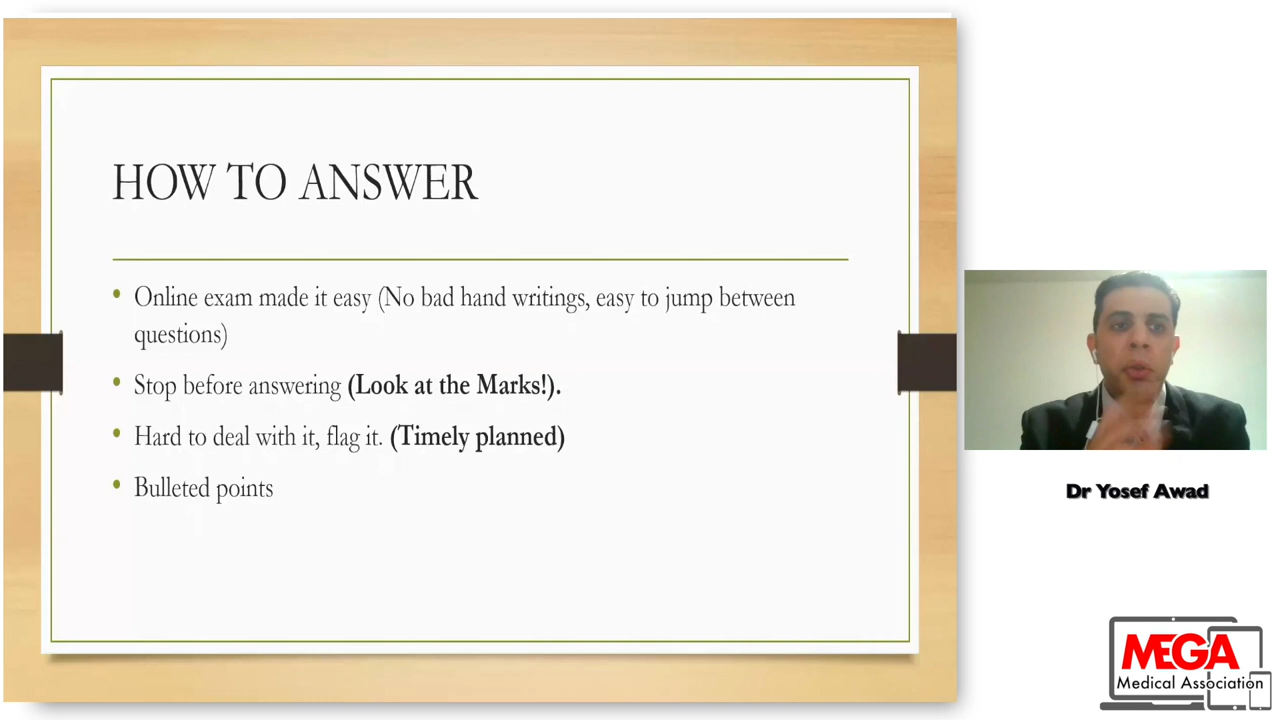 HOW TO ANSWER
• Online exam made it easy (No bad hand writings, easy to jump between
questions)
• Stop before answering (Look at the Marks!).
• Hard to deal with it, flag it. (Timely planned)
• Bulleted points
Dr Yosef Awad
MEGA
Medical Association